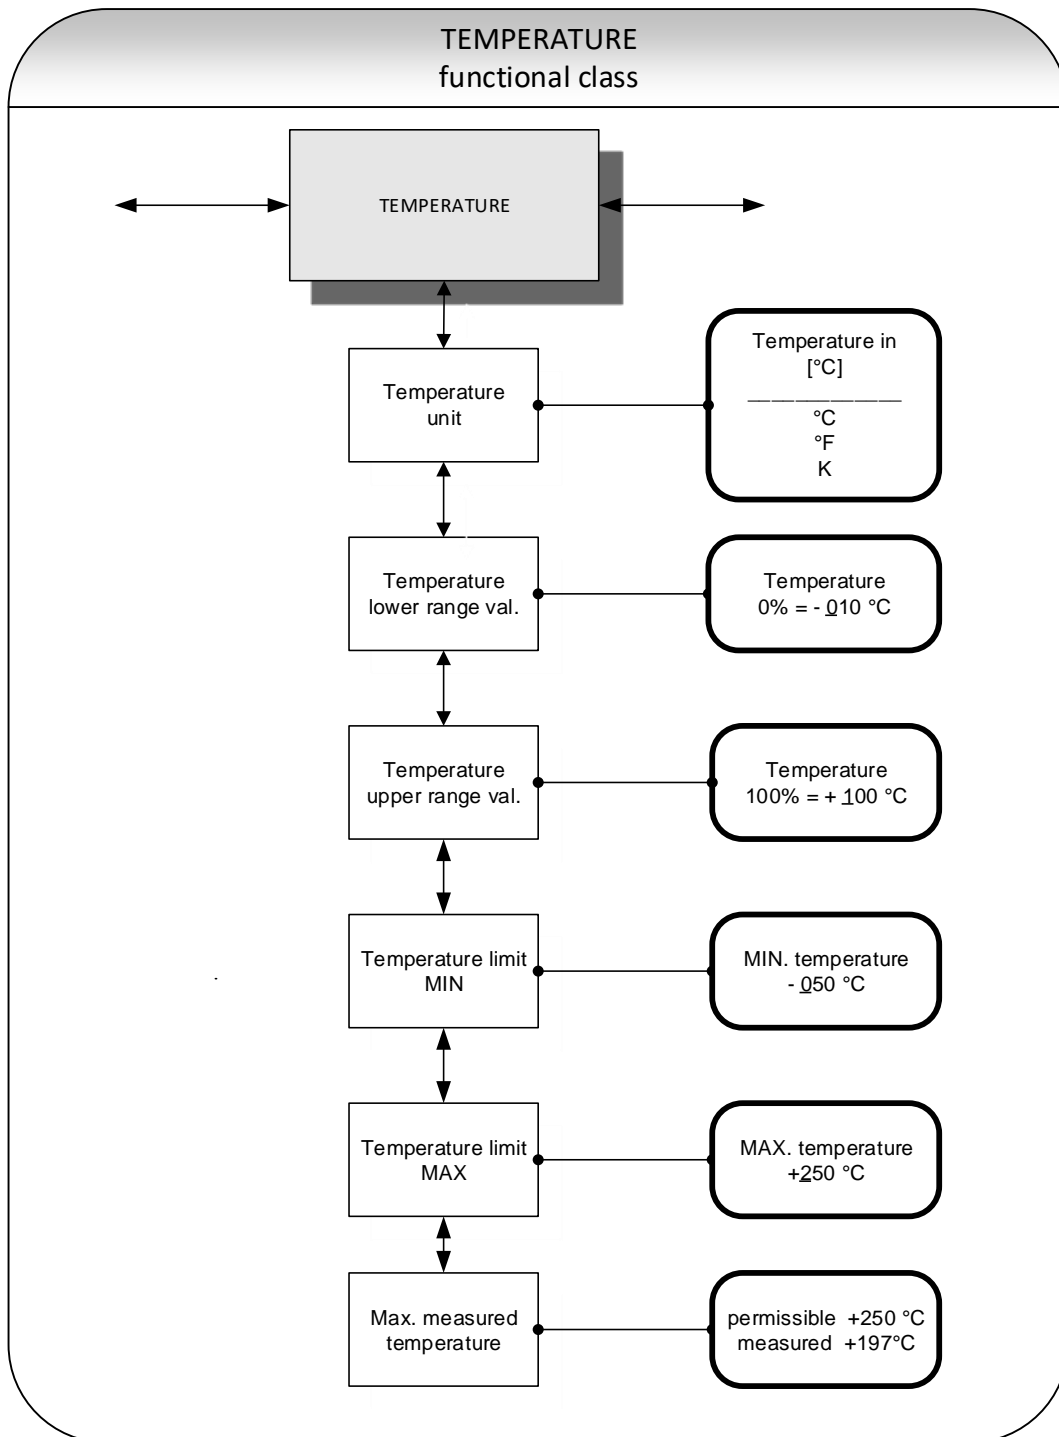 TEMPERATURE
functional class
TEMPERATURE
Temperature
unit
Temperature in
[°C]
_____________
°C
°F
K
Temperature
lower range val.
Temperature
0% = - 010 °C
Temperature
upper range val.
Temperature
100% = + 100 °C
Temperature limit
MIN
MIN. temperature
- 050 °C
Temperature limit
MAX
MAX. temperature
+250 °C
Max. measured
temperature
permissible +250 °C
measured +197°C